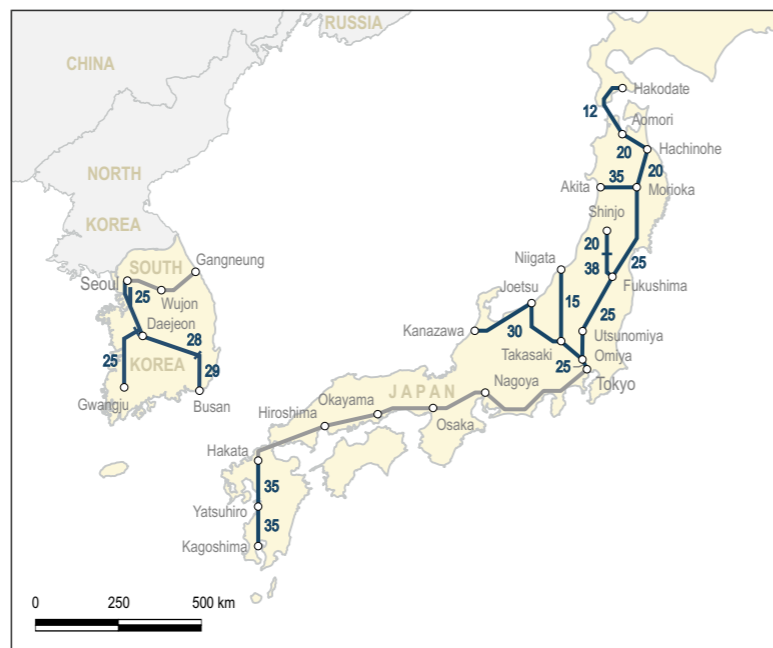 RUSSIA
CHINA
Hakodate
12
Aomori
20
Hachinohe
NORTH
KOREA
35
20
Akita
Morioka
Shinjo
Gangneung
SOUTH
20
25
Niigata
38
Seoul
25
Wujon
Joetsu
Fukushima
Daejeon
15
25
28
Kanazawa
30
Utsunomiya
25
KOREA
Takasaki
Omiya
29
25
Tokyo
Gwangju
Busan
JAPAN
Nagoya
Okayama
Hiroshima
Osaka
Hakata
35
Yatsuhiro
35
Kagoshima
0 250 500 km